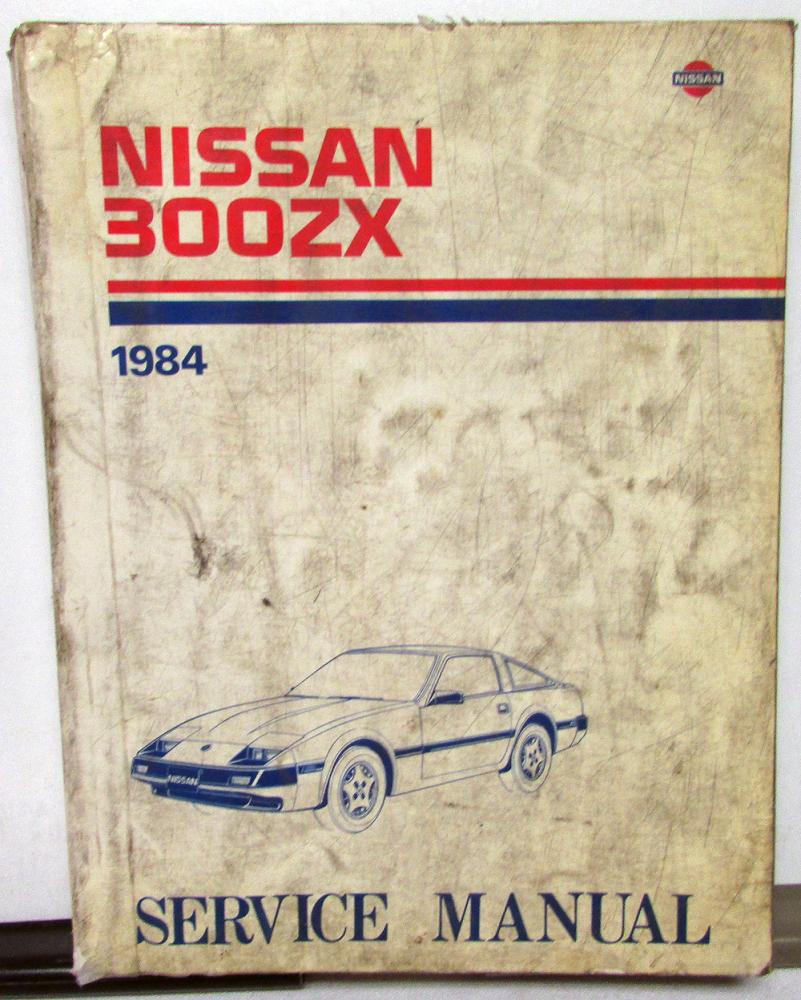 NISSAN
NISSAN
300ZX
1984
NISSAN
SERVICE MANUAL